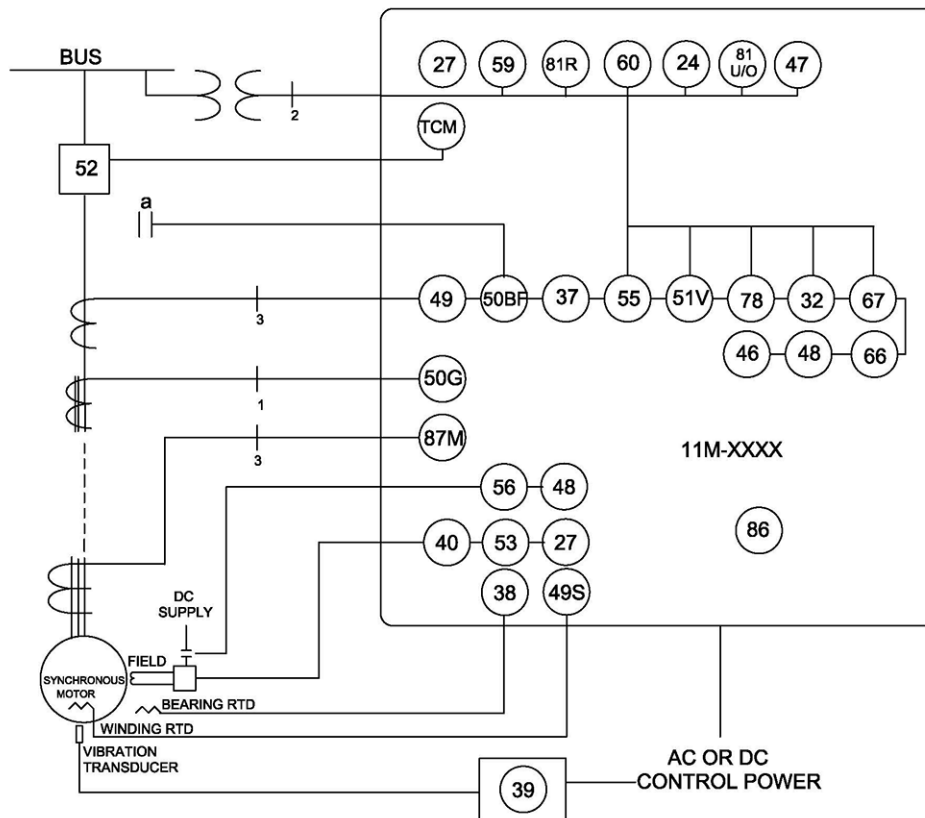 BUS
27
59
81R
60
24
81
U/O
47
2
TCM
52
a
3
49
50BF
37
55
51V
78
32
67
46
48
66
1
50G
3
87M
11M-XXXX
56
48
86
40
53
27
38
49S
DC
SUPPLY
FIELD
SYNCHRONOUS
MOTOR
BEARING RTD
WINDING RTD
VIBRATION
TRANSDUCER
39
AC OR DC
CONTROL POWER